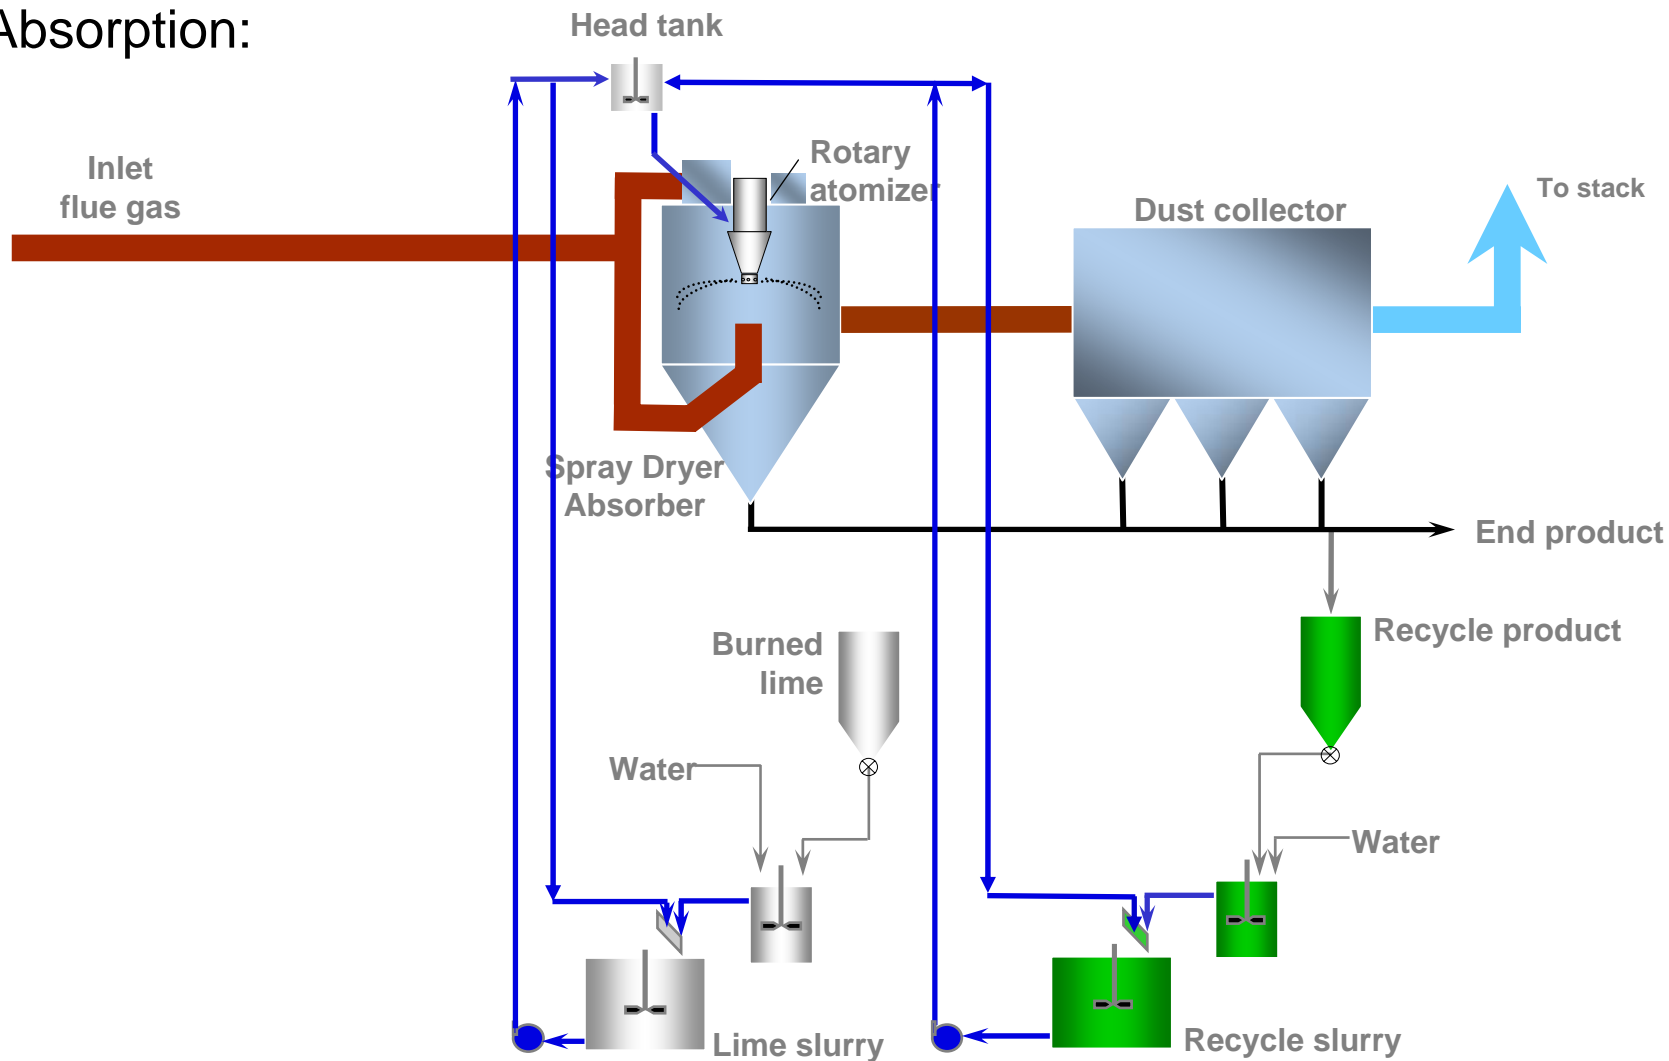 Absorption:
Head tank
Inlet
flue gas
Rotary
atomizer
Dust collector
To stack
Spray Dryer
Absorber
End product
Recycle product
Burned
lime
Water
Water
Lime slurry
Recycle slurry